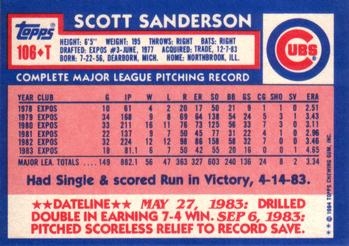 Topps
106•T
SCOTT SANDERSON
HEIGHT: 6'5" WEIGHT: 195 THROWS: RIGHT BATS: RIGHT
DRAFTED: EXPOS #3-JUNE, 1977 ACQUIRED: TRADE, 12-7-83
BORN: 7-22-56, DEARBORN, MICH. HOME: NORTHBROOK, ILL.
CUBS
COMPLETE MAJOR LEAGUE PITCHING RECORD
YEAR CLUB G IP W L R ER SO BB GS CG SHO SV ERA
1978 EXPOS 10 61 4 2 20 17 50 21 9 1 1 0 2.51
1979 EXPOS 34 168 9 8 69 64 138 54 24 5 3 1 3.43
1980 EXPOS 33 211 16 11 76 73 125 56 33 7 3 0 3.11
1981 EXPOS 22 137 9 7 50 45 77 31 22 4 1 0 2.96
1982 EXPOS 32 224 12 12 98 86 158 58 32 7 0 0 3.46
1983 EXPOS 18 6 7 50 42 55 20 16 0 0 1 4.65
MAJOR LEA. TOTALS 149 56 47 363 327 603 240 136 24 8 2 3.34
Had Single & scored Run in Victory, 4-14-83.
★★DATELINE★★ MAY 27, 1983: DRILLED
DOUBLE IN EARNING 7-4 WIN. SEP 6, 1983:
PITCHED SCORELESS RELIEF TO RECORD SAVE.
© 1984 TOPPS CHEWING GUM, INC.